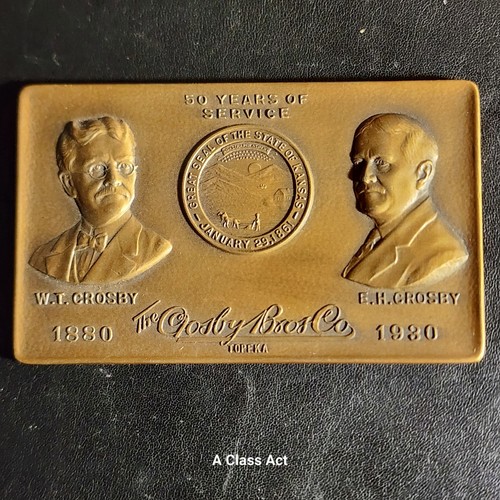 50 YEARS OF
SERVICE
GREAT SEAL OF THE STATE OF KANSAS
JANUARY 29, 1861
W.T. CROSBY
E.H. CROSBY
1880
The Crosby Bros Co.
1930
TOPEKA
A Class Act